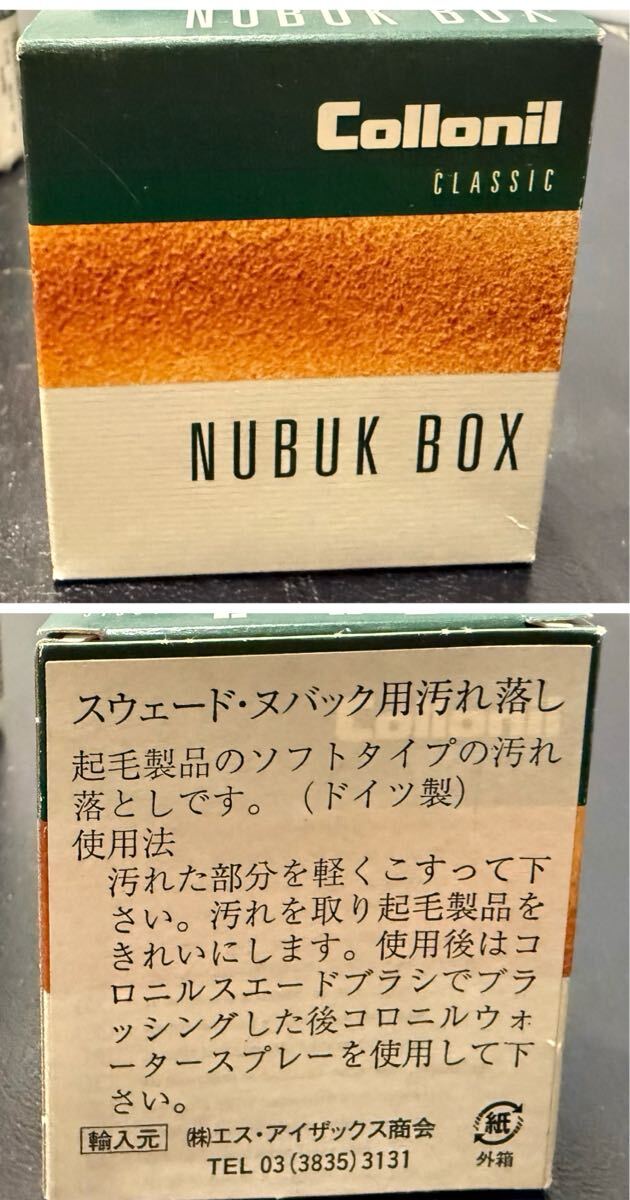 NUBUK BOX
Collonil
CLASSIC
NUBUK BOX
スウェード・ヌバック用汚れ落し
起毛製品のソフトタイプの汚れ
落としです。（ドイツ製）
使用法
汚れた部分を軽くこすって下
さい。汚れを取り起毛製品を
きれいにします。使用後はコ
ロニルスエードブラシでブラ
ッシングした後コロニルウォ
ータースプレーを使用して下
さい。
輸入元 ㈱エス・アイザックス商会
TEL 03(3835)3131
紙
外箱